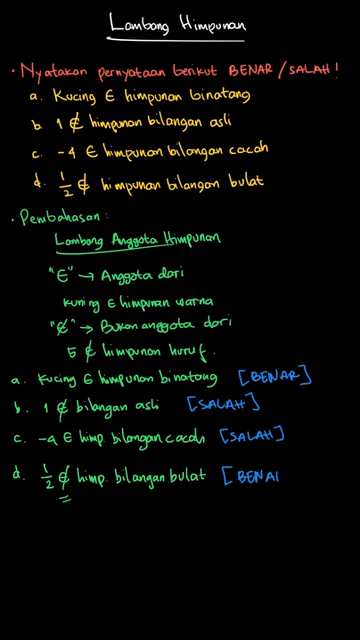 Lambang Himpunan
• Nyatakan pernyataan berikut BENAR / SALAH !
a. Kucing ∈ himpunan binatang
b. 1 ∉ himpunan bilangan asli
c. -4 ∈ himpunan bilangan cacah
d. 1/2 ∉ himpunan bilangan bulat
• Pembahasan :
Lambang Anggota Himpunan
"∈" → Anggota dari
kuning ∈ himpunan warna
"∉" → Bukan anggota dari
5 ∉ himpunan huruf.
a. Kucing ∈ himpunan binatang [BENAR]
b. 1 ∉ bilangan asli [SALAH]
c. -4 ∈ himp. bilangan cacah [SALAH]
d. 1/2 ∉ himp. bilangan bulat [BENAI